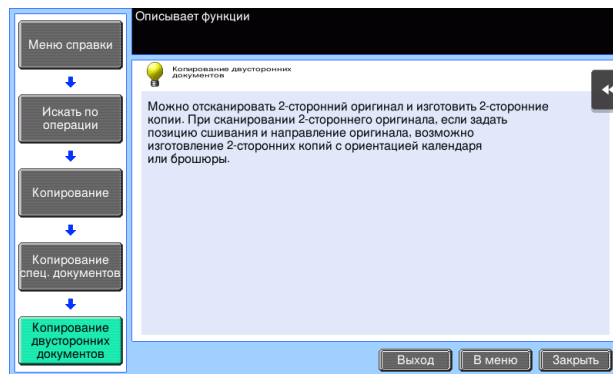 Описывает функции
Меню справки
Искать по
операции
Копирование
Копирование
спец. документов
Копирование
двусторонних
документов
Копирование двусторонних
документов
Можно отсканировать 2-сторонний оригинал и изготовить 2-сторонние
копии. При сканировании 2-стороннего оригинала, если задать
позицию сшивания и направление оригинала, возможно
изготовление 2-сторонних копий с ориентацией календаря
или брошюры.
Выход
В меню
Закрыть